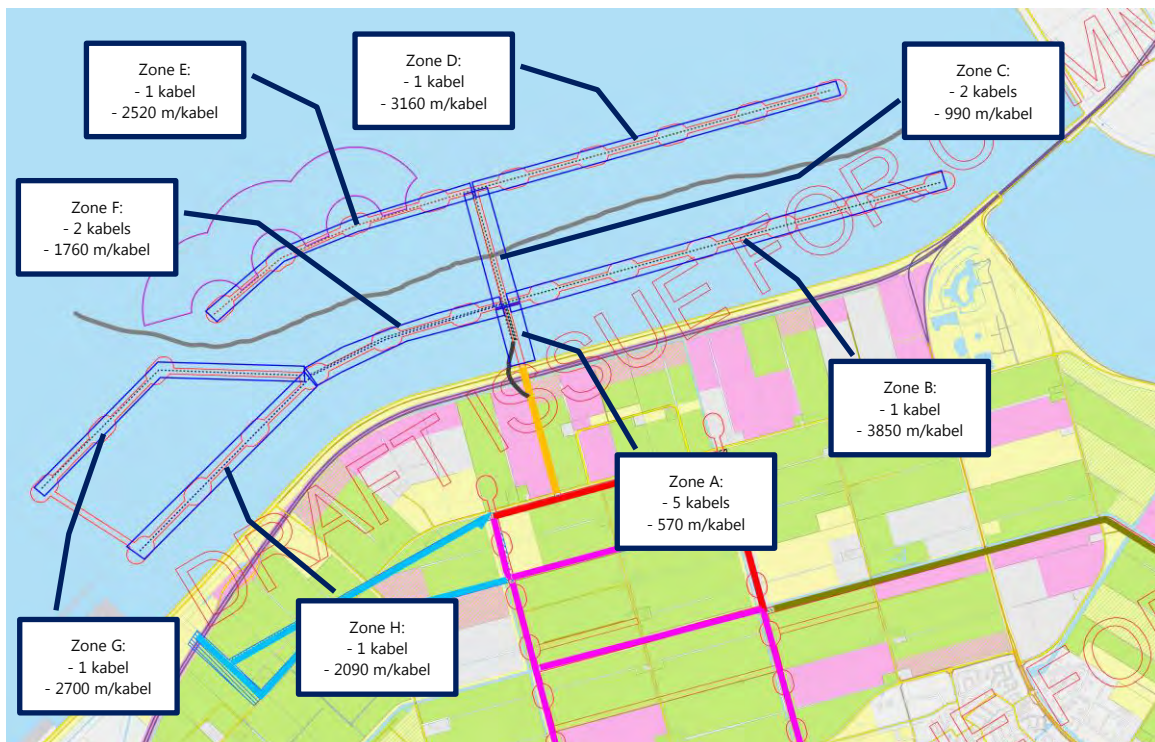 Zone E:
- 1 kabel
- 2520 m/kabel
Zone D:
- 1 kabel
- 3160 m/kabel
Zone C:
- 2 kabels
- 990 m/kabel
Zone F:
- 2 kabels
- 1760 m/kabel
Zone B:
- 1 kabel
- 3850 m/kabel
Zone A:
- 5 kabels
- 570 m/kabel
Zone G:
- 1 kabel
- 2700 m/kabel
Zone H:
- 1 kabel
- 2090 m/kabel
DRAFT ISSUE FOR